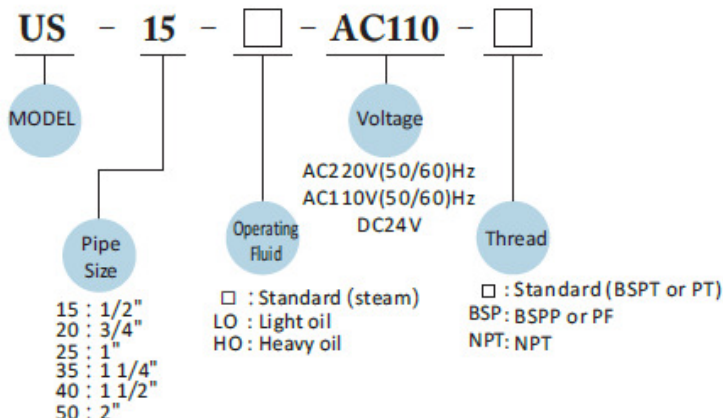 US - 15 - □ - AC110 - □
MODEL
Voltage
AC220V(50/60)Hz
AC110V(50/60)Hz
DC24V
Pipe
Size
15 : 1/2"
20 : 3/4"
25 : 1"
35 : 1 1/4"
40 : 1 1/2"
50 : 2"
Operating
Fluid
□ : Standard (steam)
LO : Light oil
HO : Heavy oil
Thread
□ : Standard (BSPT or PT)
BSP : BSPP or PF
NPT : NPT